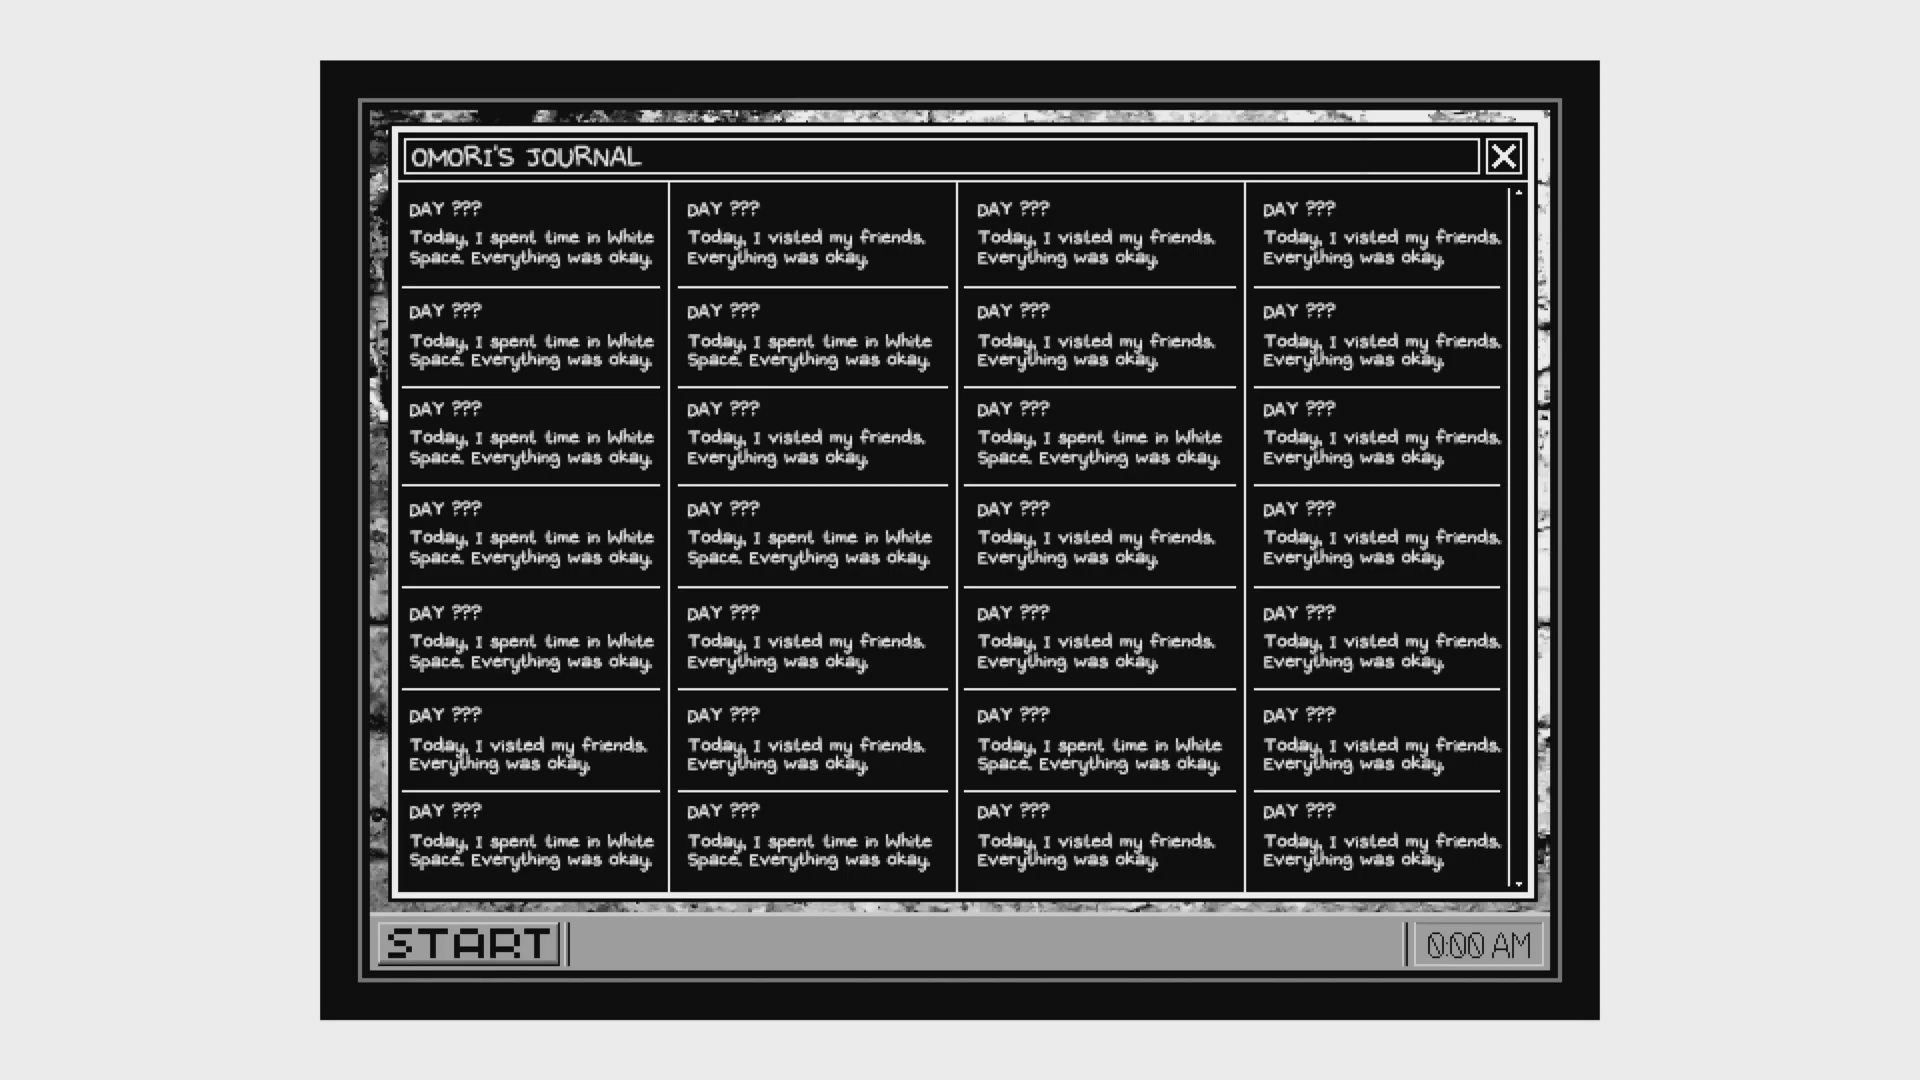 OMORI'S JOURNAL
DAY ???
Today, I spent time in White
Space. Everything was okay.
DAY ???
Today, I spent time in White
Space. Everything was okay.
DAY ???
Today, I spent time in White
Space. Everything was okay.
DAY ???
Today, I spent time in White
Space. Everything was okay.
DAY ???
Today, I spent time in White
Space. Everything was okay.
DAY ???
Today, I visted my friends.
Everything was okay.
DAY ???
Today, I spent time in White
Space. Everything was okay.
DAY ???
Today, I visted my friends.
Everything was okay.
DAY ???
Today, I spent time in White
Space. Everything was okay.
DAY ???
Today, I visted my friends.
Everything was okay.
DAY ???
Today, I spent time in White
Space. Everything was okay.
DAY ???
Today, I visted my friends.
Everything was okay.
DAY ???
Today, I visted my friends.
Everything was okay.
DAY ???
Today, I spent time in White
Space. Everything was okay.
DAY ???
Today, I visted my friends.
Everything was okay.
DAY ???
Today, I visted my friends.
Everything was okay.
DAY ???
Today, I spent time in White
Space. Everything was okay.
DAY ???
Today, I visted my friends.
Everything was okay.
DAY ???
Today, I visted my friends.
Everything was okay.
DAY ???
Today, I spent time in White
Space. Everything was okay.
DAY ???
Today, I visted my friends.
Everything was okay.
DAY ???
Today, I visted my friends.
Everything was okay.
DAY ???
Today, I visted my friends.
Everything was okay.
DAY ???
Today, I visted my friends.
Everything was okay.
DAY ???
Today, I visted my friends.
Everything was okay.
DAY ???
Today, I visted my friends.
Everything was okay.
DAY ???
Today, I visted my friends.
Everything was okay.
DAY ???
Today, I visted my friends.
Everything was okay.
START
0:00 AM